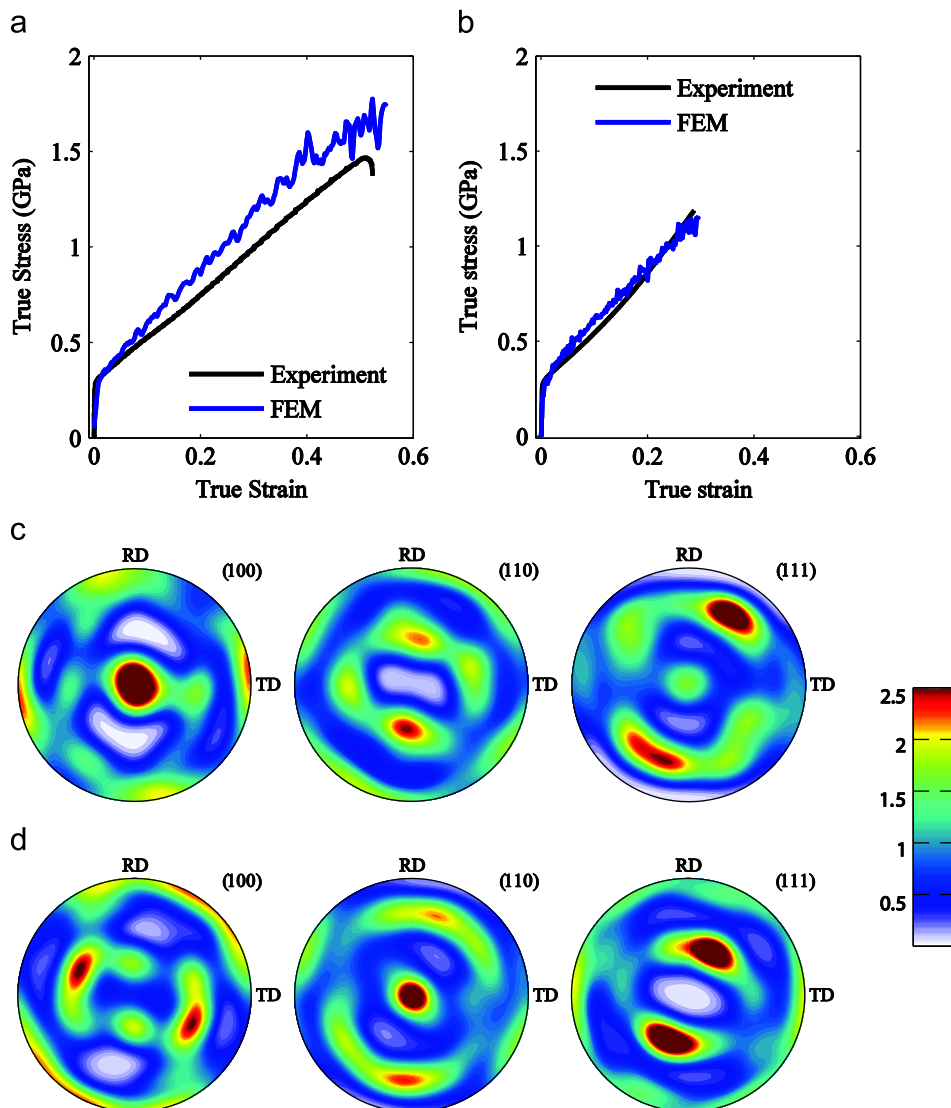 a
2
1.5
1
0.5
0
True Stress (GPa)
Experiment
FEM
0
0.2
0.4
0.6
True Strain
b
2
1.5
1
0.5
0
True stress (GPa)
Experiment
FEM
0
0.2
0.4
0.6
True strain
c
RD
(100)
TD
RD
(110)
TD
RD
(111)
TD
2.5
2
1.5
1
0.5
d
RD
(100)
TD
RD
(110)
TD
RD
(111)
TD